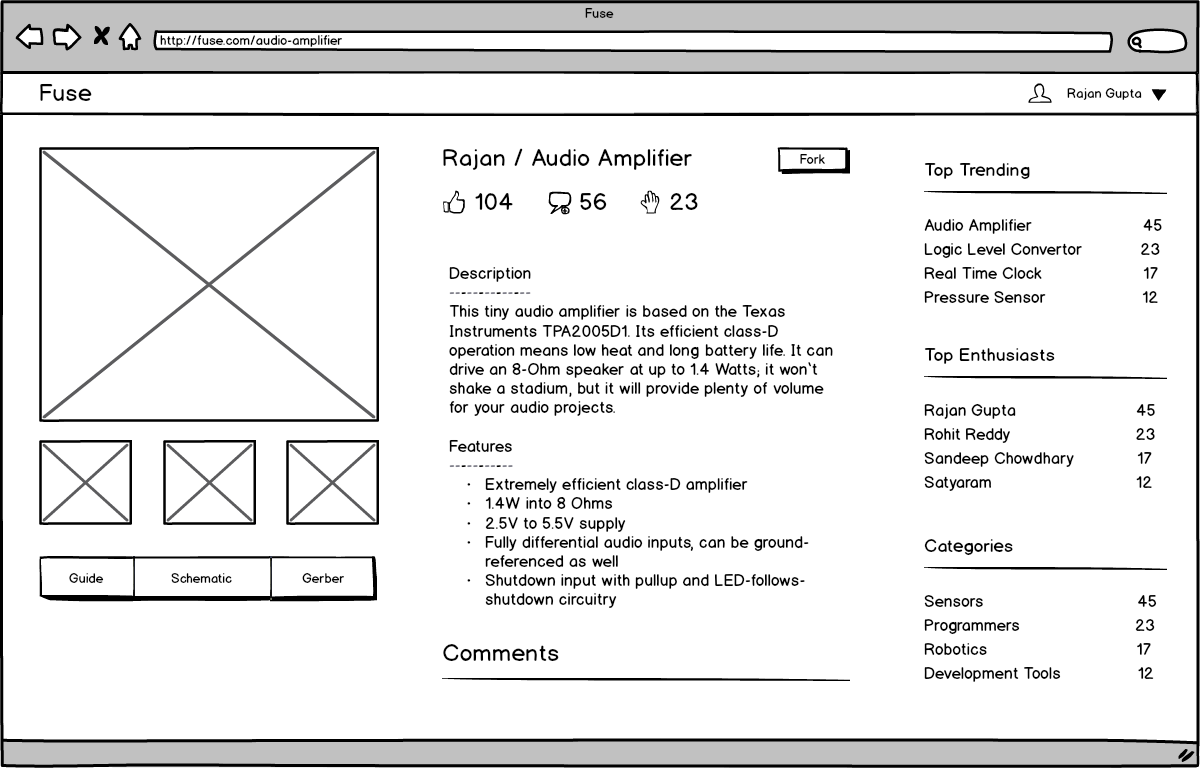 Fuse
http://fuse.com/audio-amplifier
Fuse
Rajan Gupta
Rajan / Audio Amplifier
Fork
104 56 23
Description
This tiny audio amplifier is based on the Texas
Instruments TPA2005D1. Its efficient class-D
operation means low heat and long battery life. It can
drive an 8-Ohm speaker at up to 1.4 Watts; it won`t
shake a stadium, but it will provide plenty of volume
for your audio projects.
Features
· Extremely efficient class-D amplifier
· 1.4W into 8 Ohms
· 2.5V to 5.5V supply
· Fully differential audio inputs, can be ground-
referenced as well
· Shutdown input with pullup and LED-follows-
shutdown circuitry
Comments
Guide Schematic Gerber
Top Trending
Audio Amplifier 45
Logic Level Convertor 23
Real Time Clock 17
Pressure Sensor 12
Top Enthusiasts
Rajan Gupta 45
Rohit Reddy 23
Sandeep Chowdhary 17
Satyaram 12
Categories
Sensors 45
Programmers 23
Robotics 17
Development Tools 12